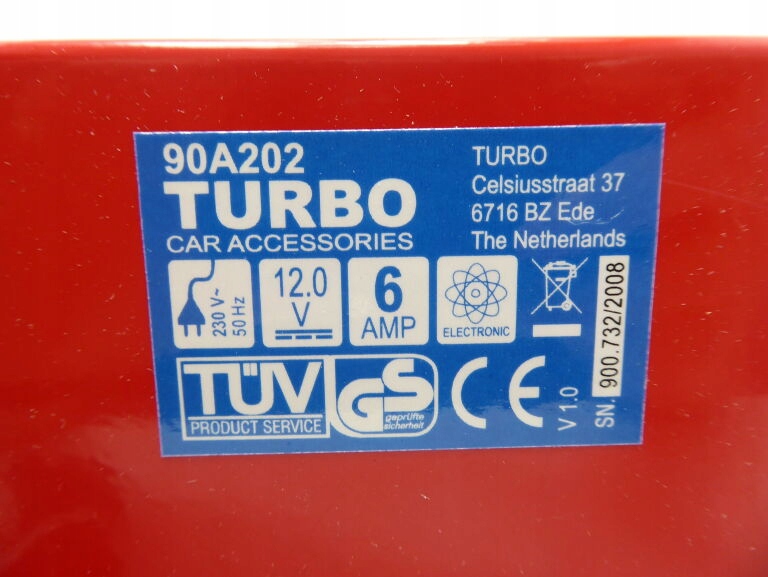 90A202
TURBO
CAR ACCESSORIES
TURBO
Celsiusstraat 37
6716 BZ Ede
The Netherlands
230 V~
50 Hz
12.0
V
6
AMP
ELECTRONIC
TÜV
PRODUCT SERVICE
GS
geprüfte
sicherheit
CE
V 1.0
SN. 900.732/2008